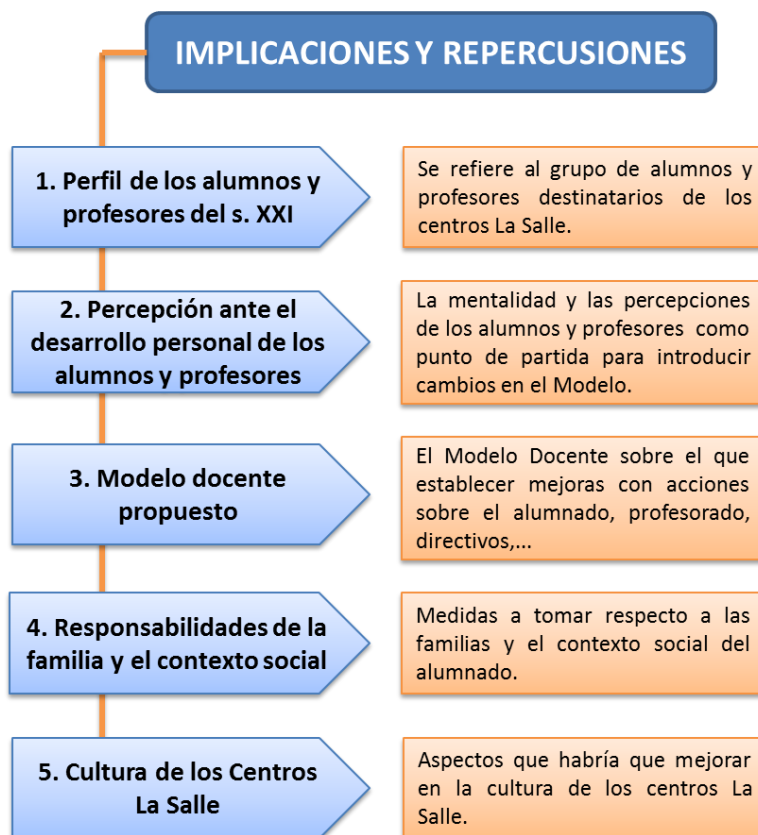 IMPLICACIONES Y REPERCUSIONES
1. Perfil de los alumnos y
profesores del s. XXI
Se refiere al grupo de alumnos y
profesores destinatarios de los
centros La Salle.
2. Percepción ante el
desarrollo personal de los
alumnos y profesores
La mentalidad y las percepciones
de los alumnos y profesores como
punto de partida para introducir
cambios en el Modelo.
3. Modelo docente
propuesto
El Modelo Docente sobre el que
establecer mejoras con acciones
sobre el alumnado, profesorado,
directivos,...
4. Responsabilidades de la
familia y el contexto social
Medidas a tomar respecto a las
familias y el contexto social del
alumnado.
5. Cultura de los Centros
La Salle
Aspectos que habría que mejorar
en la cultura de los centros La
Salle.